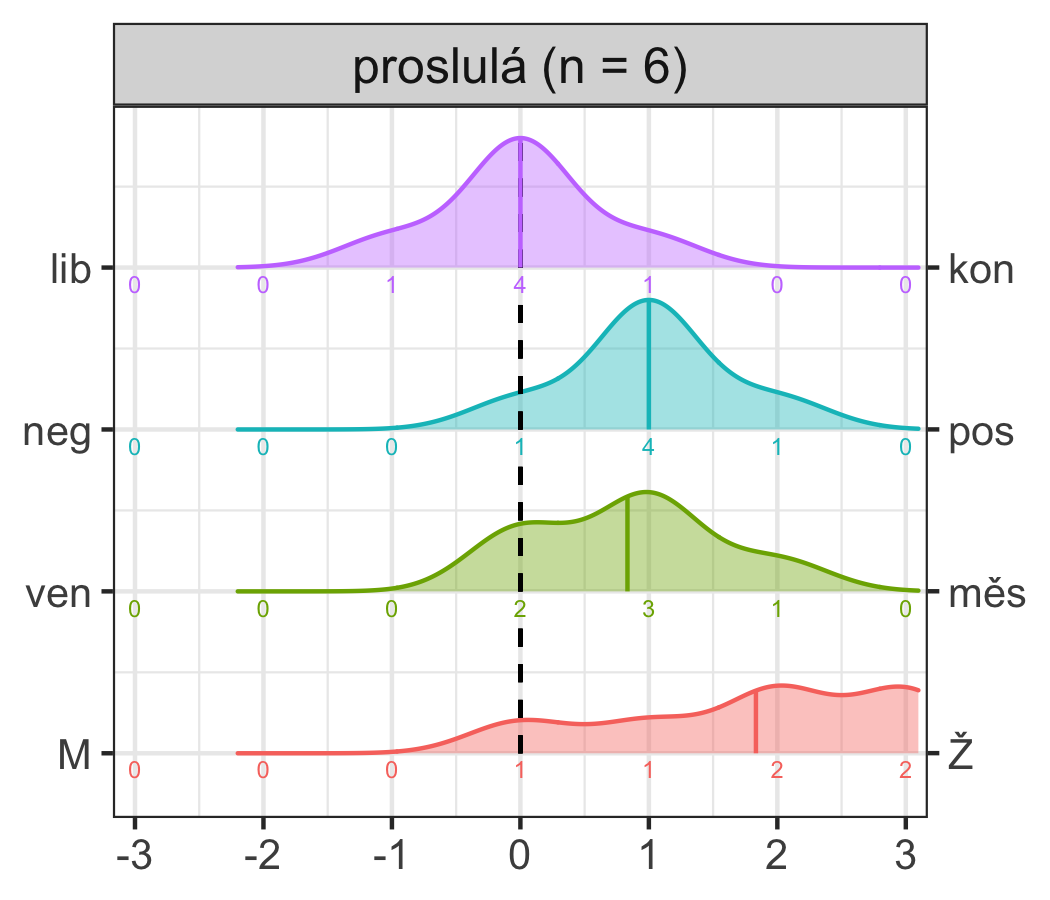 proslulá (n = 6)
lib kon
0 0 1 4 1 0 0
neg pos
0 0 0 1 4 1 0
ven měs
0 0 0 2 3 1 0
M Ž
0 0 0 1 1 2 2
-3 -2 -1 0 1 2 3